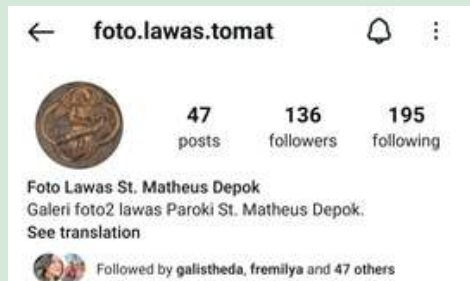 foto.lawas.tomat
47 136 195
posts followers following
Foto Lawas St. Matheus Depok
Galeri foto2 lawas Paroki St. Matheus Depok.
See translation
Followed by galistheda, fremilya and 47 others